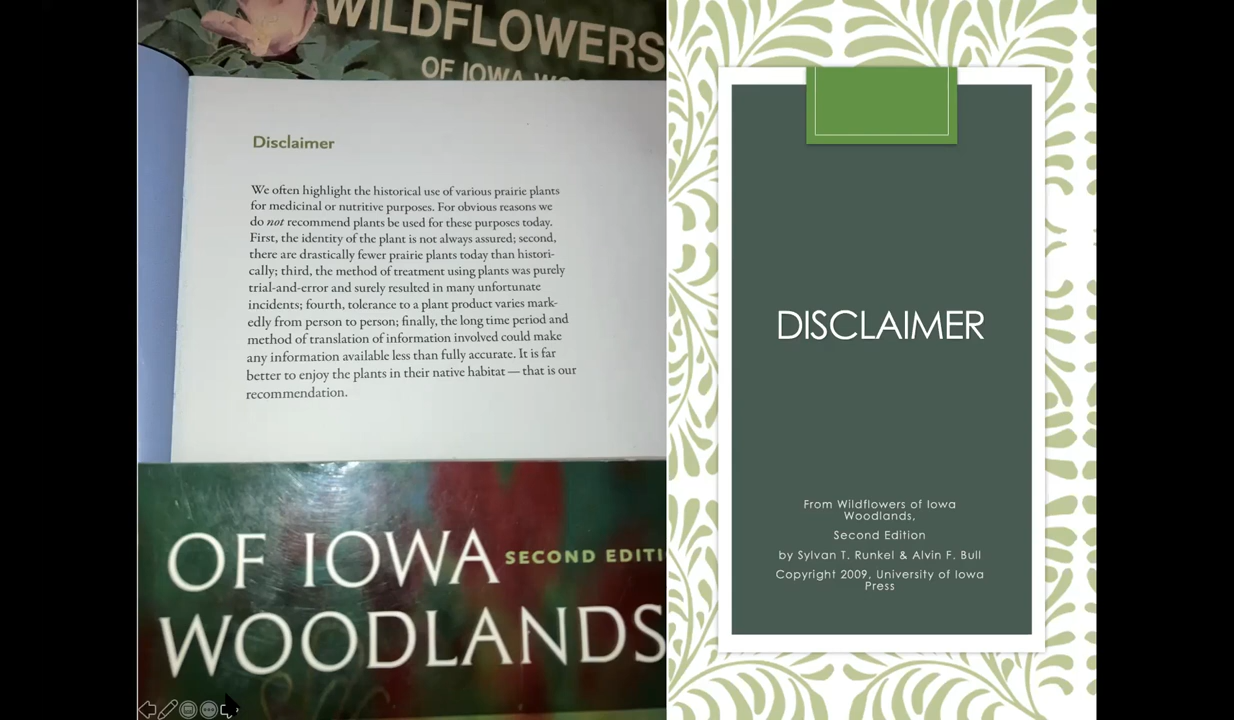 WILDFLOWERS
OF IOWA
Disclaimer
We often highlight the historical use of various prairie plants
for medicinal or nutritive purposes. For obvious reasons we
do not recommend plants be used for these purposes today.
First, the identity of the plant is not always assured; second,
there are drastically fewer prairie plants today than histori-
cally; third, the method of treatment using plants was purely
trial-and-error and surely resulted in many unfortunate
incidents; fourth, tolerance to a plant product varies mark-
edly from person to person; finally, the long time period and
method of translation of information involved could make
any information available less than fully accurate. It is far
better to enjoy the plants in their native habitat — that is our
recommendation.
OF IOWA SECOND EDITI
WOODLANDS
DISCLAIMER
From Wildflowers of Iowa
Woodlands,
Second Edition
by Sylvan T. Runkel & Alvin F. Bull
Copyright 2009, University of Iowa
Press